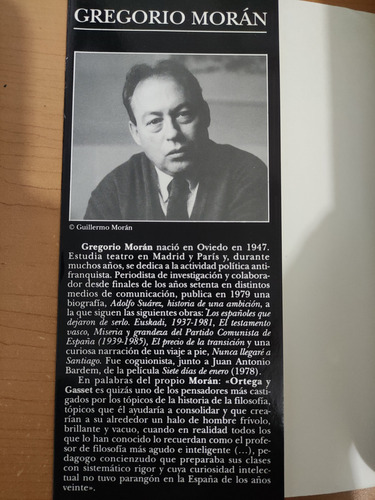 GREGORIO MORÁN
© Guillermo Morán
Gregorio Morán nació en Oviedo en 1947.
Estudia teatro en Madrid y París y, durante
muchos años, se dedica a la actividad política anti-
franquista. Periodista de investigación y colabora-
dor desde finales de los años setenta en distintos
medios de comunicación, publica en 1979 una
biografía, Adolfo Suárez, historia de una ambición, a
la que siguen las siguientes obras: Los españoles que
dejaron de serlo. Euskadi, 1937-1981, El testamento
vasco, Miseria y grandeza del Partido Comunista de
España (1939-1985), El precio de la transición y una
curiosa narración de un viaje a pie, Nunca llegaré a
Santiago. Fue coguionista, junto a Juan Antonio
Bardem, de la película Siete días de enero (1978).
En palabras del propio Morán: «Ortega y
Gasset es quizás uno de los pensadores más casti-
gados por los tópicos de la historia de la filosofía,
tópicos que él ayudaría a consolidar y que crea-
rían a su alrededor un halo de hombre frívolo,
brillante y vacuo, cuando en realidad todos los
que lo han conocido lo recuerdan como el profe-
sor de filosofía más agudo e inteligente (...), pe-
dagogo concienzudo que preparaba sus clases
con sistemático rigor y cuya curiosidad intelec-
tual no tuvo parangón en la España de los años
veinte».